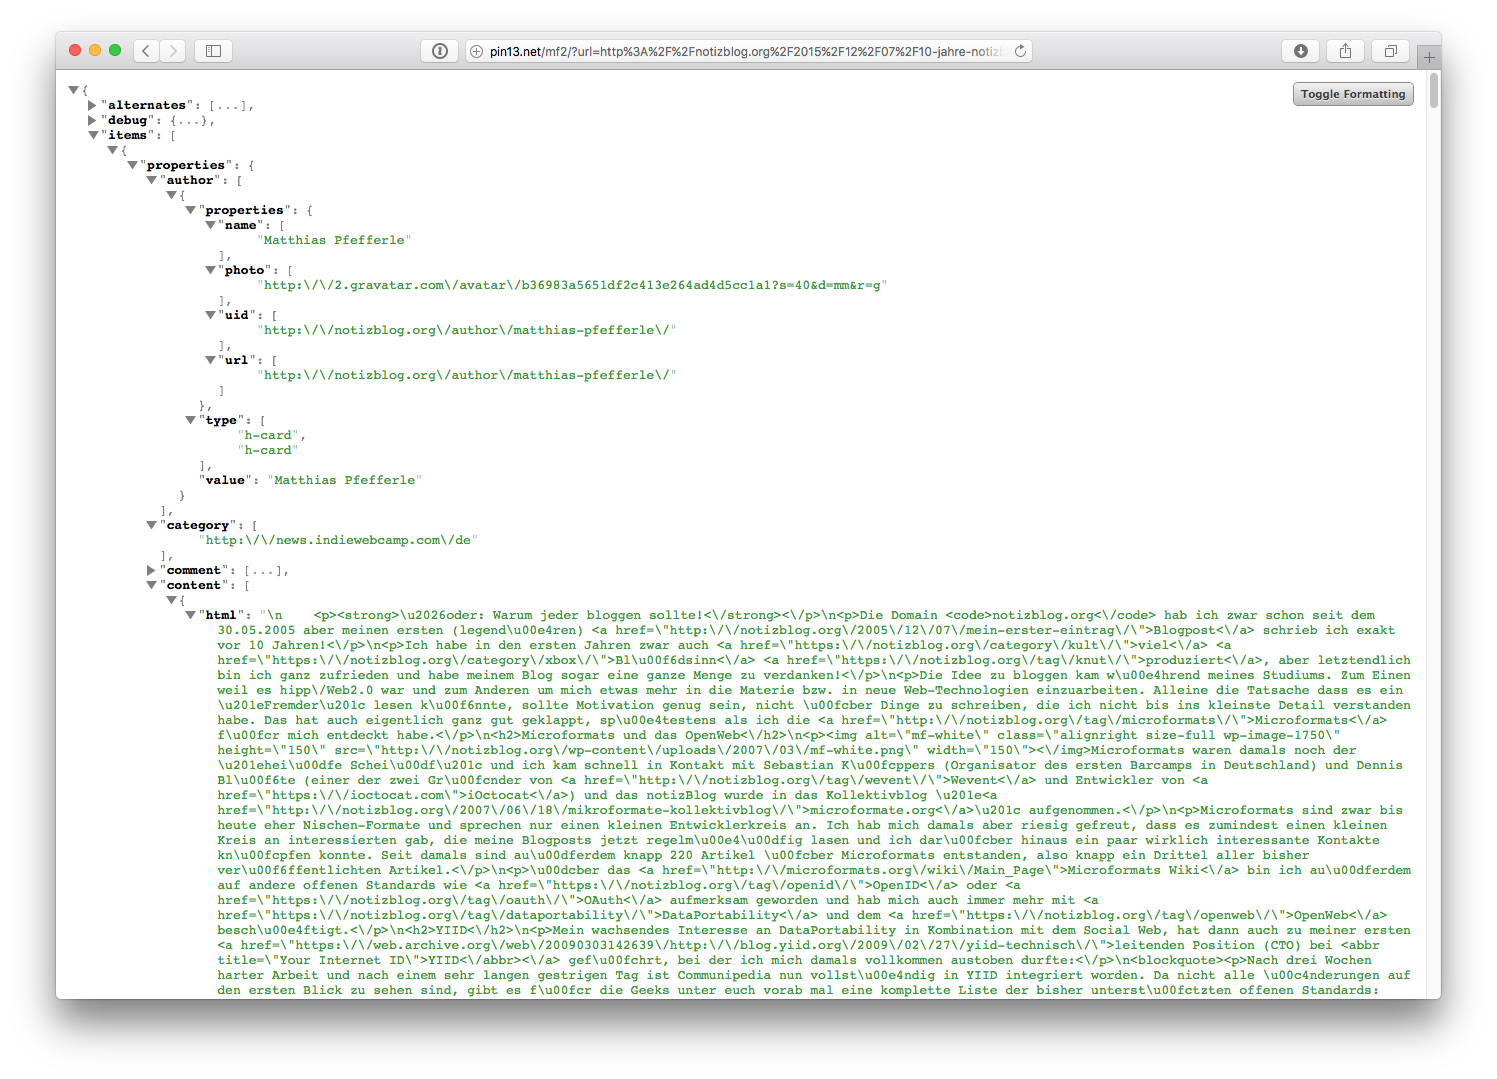 pin13.net/mf2/?url=http%3A%2F%2Fnotizblog.org%2F2015%2F12%2F07%2F10-jahre-notiz
Toggle Formatting
{
"alternates": [...],
"debug": {...},
"items": [
{
"properties": {
"author": [
{
"properties": {
"name": [
"Matthias Pfefferle"
],
"photo": [
"http:\/\/2.gravatar.com\/avatar\/b36983a5651df2c413e264ad4d5cc1a1?s=40&d=mm&r=g"
],
"uid": [
"http:\/\/notizblog.org\/author\/matthias-pfefferle\/"
],
"url": [
"http:\/\/notizblog.org\/author\/matthias-pfefferle\/"
]
},
"type": [
"h-card",
"h-card"
],
"value": "Matthias Pfefferle"
}
],
"category": [
"http:\/\/news.indiewebcamp.com\/de"
],
"comment": [...],
"content": [
{
"html": "\n    <p><strong>\u2026oder: Warum jeder bloggen sollte!<\/strong><\/p>\n<p>Die Domain <code>notizblog.org<\/code> hab ich zwar schon seit dem
30.05.2005 aber meinen ersten (legend\u00e4ren) <a href=\"http:\/\/notizblog.org\/2005\/12\/07\/mein-erster-eintrag\/\">Blogpost<\/a> schrieb ich exakt
vor 10 Jahren!<\/p>\n<p>Ich habe in den ersten Jahren zwar auch <a href=\"https:\/\/notizblog.org\/category\/kult\/\">viel<\/a> <a
href=\"https:\/\/notizblog.org\/category\/xbox\/\">Bl\u00f6dsinn<\/a> <a href=\"https:\/\/notizblog.org\/tag\/knut\/\">produziert<\/a>, aber letztendlich
bin ich ganz zufrieden und habe meinem Blog sogar eine ganze Menge zu verdanken!<\/p>\n<p>Die Idee zu bloggen kam w\u00e4hrend meines Studiums. Zum Einen
weil es hipp\/Web2.0 war und zum Anderen um mich etwas mehr in die Materie bzw. in neue Web-Technologien einzuarbeiten. Alleine die Tatsache dass es ein
\u201eFremder\u201c lesen k\u00f6nnte, sollte Motivation genug sein, nicht \u00fcber Dinge zu schreiben, die ich nicht bis ins kleinste Detail verstanden
habe. Das hat auch eigentlich ganz gut geklappt, sp\u00e4testens als ich die <a href=\"http:\/\/notizblog.org\/tag\/microformats\/\">Microformats<\/a>
f\u00fcr mich entdeckt habe.<\/p>\n<h2>Microformats und das OpenWeb<\/h2>\n<p><img alt=\"mf-white\" class=\"alignright size-full wp-image-1750\"
height=\"150\" src=\"http:\/\/notizblog.org\/wp-content\/uploads\/2007\/03\/mf-white.png\" width=\"150\"><\/img>Microformats waren damals noch der
\u201ehei\u00dfe Schei\u00df\u201c und ich kam schnell in Kontakt mit Sebastian K\u00fcppers (Organisator des ersten Barcamps in Deutschland) und Dennis
Bl\u00f6te (einer der zwei Gr\u00fcnder von <a href=\"http:\/\/notizblog.org\/tag\/wevent\/\">Wevent<\/a> und Entwickler von <a
href=\"https:\/\/ioctocat.com\">iOctocat<\/a>) und das notizBlog wurde in das Kollektivblog \u201e<a
href=\"http:\/\/notizblog.org\/2007\/06\/18\/mikroformate-kollektivblog\/\">microformate.org<\/a>\u201c aufgenommen.<\/p>\n<p>Microformats sind zwar bis
heute eher Nischen-Formate und sprechen nur einen kleinen Entwicklerkreis an. Ich hab mich damals aber riesig gefreut, dass es zumindest einen kleinen
Kreis an interessierten gab, die meine Blogposts jetzt regelm\u00e4\u00dfig lasen und ich dar\u00fcber hinaus ein paar wirklich interessante Kontakte
kn\u00fcpfen konnte. Seit damals sind au\u00dferdem knapp 220 Artikel \u00fcber Microformats entstanden, also knapp ein Drittel aller bisher
ver\u00f6ffentlichten Artikel.<\/p>\n<p>\u00dcber das <a href=\"http:\/\/microformats.org\/wiki\/Main_Page\">Microformats Wiki<\/a> bin ich au\u00dferdem
auf andere offenen Standards wie <a href=\"https:\/\/notizblog.org\/tag\/openid\/\">OpenID<\/a> oder <a
href=\"https:\/\/notizblog.org\/tag\/oauth\/\">OAuth<\/a> aufmerksam geworden und hab mich auch immer mehr mit <a
href=\"https:\/\/notizblog.org\/tag\/dataportability\/\">DataPortability<\/a> und dem <a href=\"https:\/\/notizblog.org\/tag\/openweb\/\">OpenWeb<\/a>
besch\u00e4ftigt.<\/p>\n<h2>YIID<\/h2>\n<p>Mein wachsendes Interesse an DataPortability in Kombination mit dem Social Web, hat dann auch zu meiner ersten
<a href=\"https:\/\/web.archive.org\/web\/20090303142639\/http:\/\/blog.yiid.org\/2009\/02\/27\/yiid-technisch\/\">leitenden Position (CTO) bei <abbr
title=\"Your Internet ID\">YIID<\/abbr><\/a> gef\u00fchrt, bei der ich mich damals vollkommen austoben durfte:<\/p>\n<blockquote><p>Nach drei Wochen
harter Arbeit und nach einem sehr langen gestrigen Tag ist Communipedia nun vollst\u00e4ndig in YIID integriert worden. Da nicht alle \u00c4nderungen auf
den ersten Blick zu sehen sind, gibt es f\u00fcr die Geeks unter euch vorab mal eine komplette Liste der bisher unterst\u00fctzten offenen Standards: